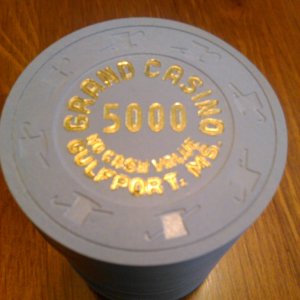 GRAND CASINO
5000
NO CASH VALUE
GULFPORT, MS.